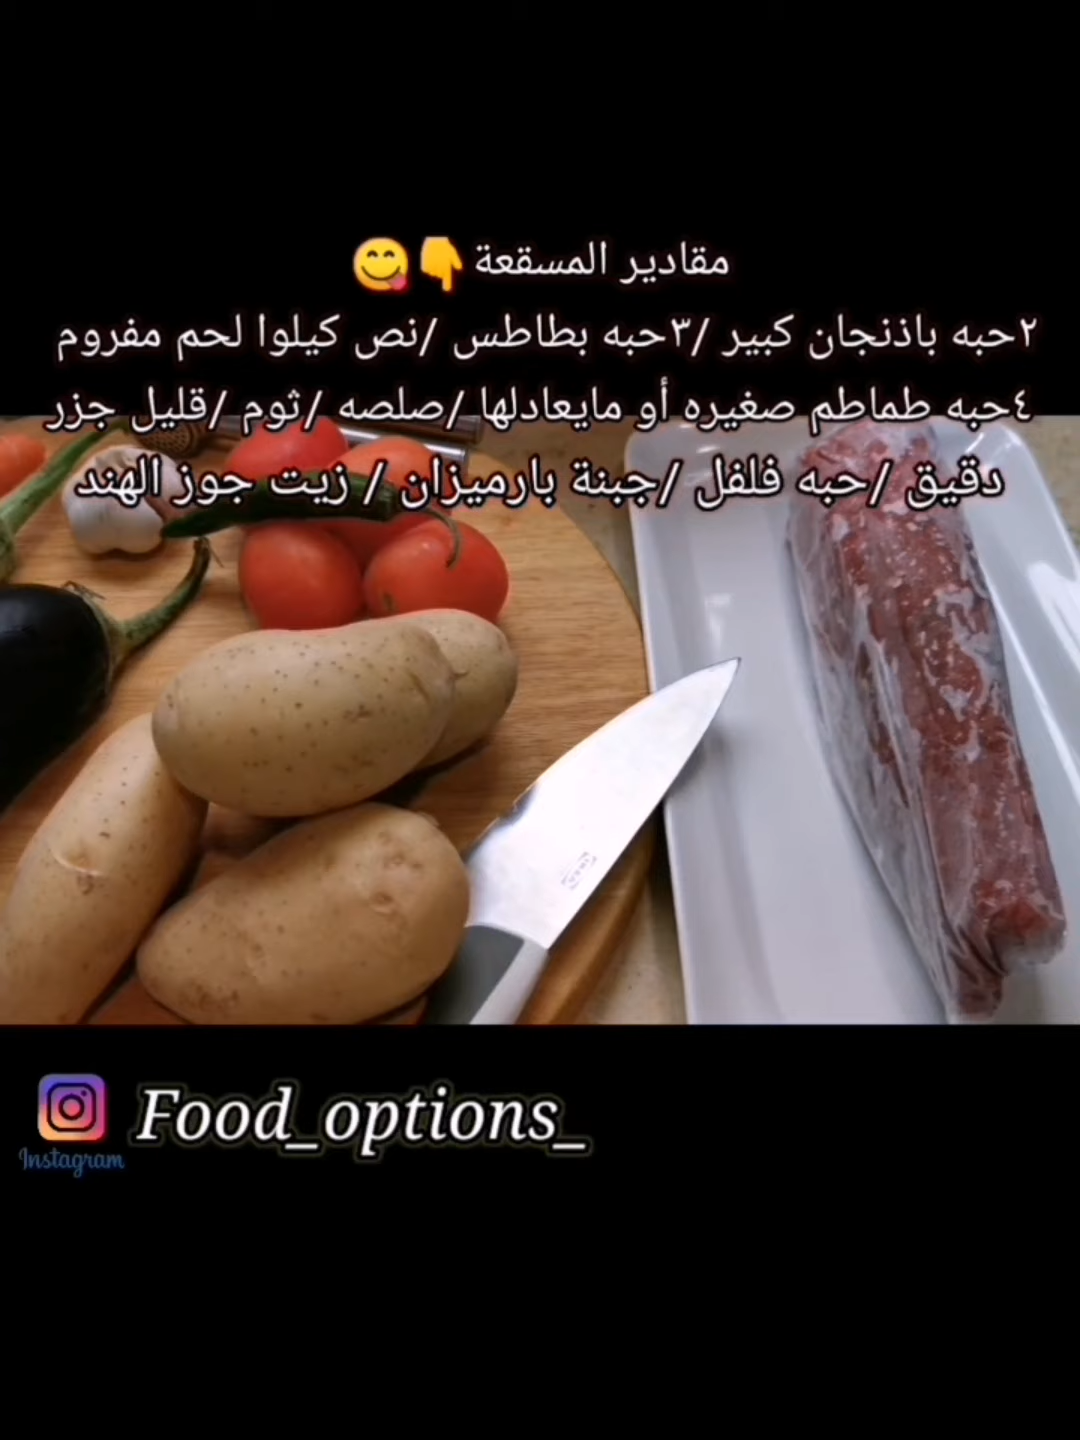 مقادير المسقعة 👇😋
٢حبه باذنجان كبير /٣حبه بطاطس /نص كيلوا لحم مفروم
٤حبه طماطم صغيره أو مايعادلها /صلصه /ثوم /قليل جزر
دقيق /حبه فلفل /جبنة بارميزان / زيت جوز الهند
Food_options_
Instagram